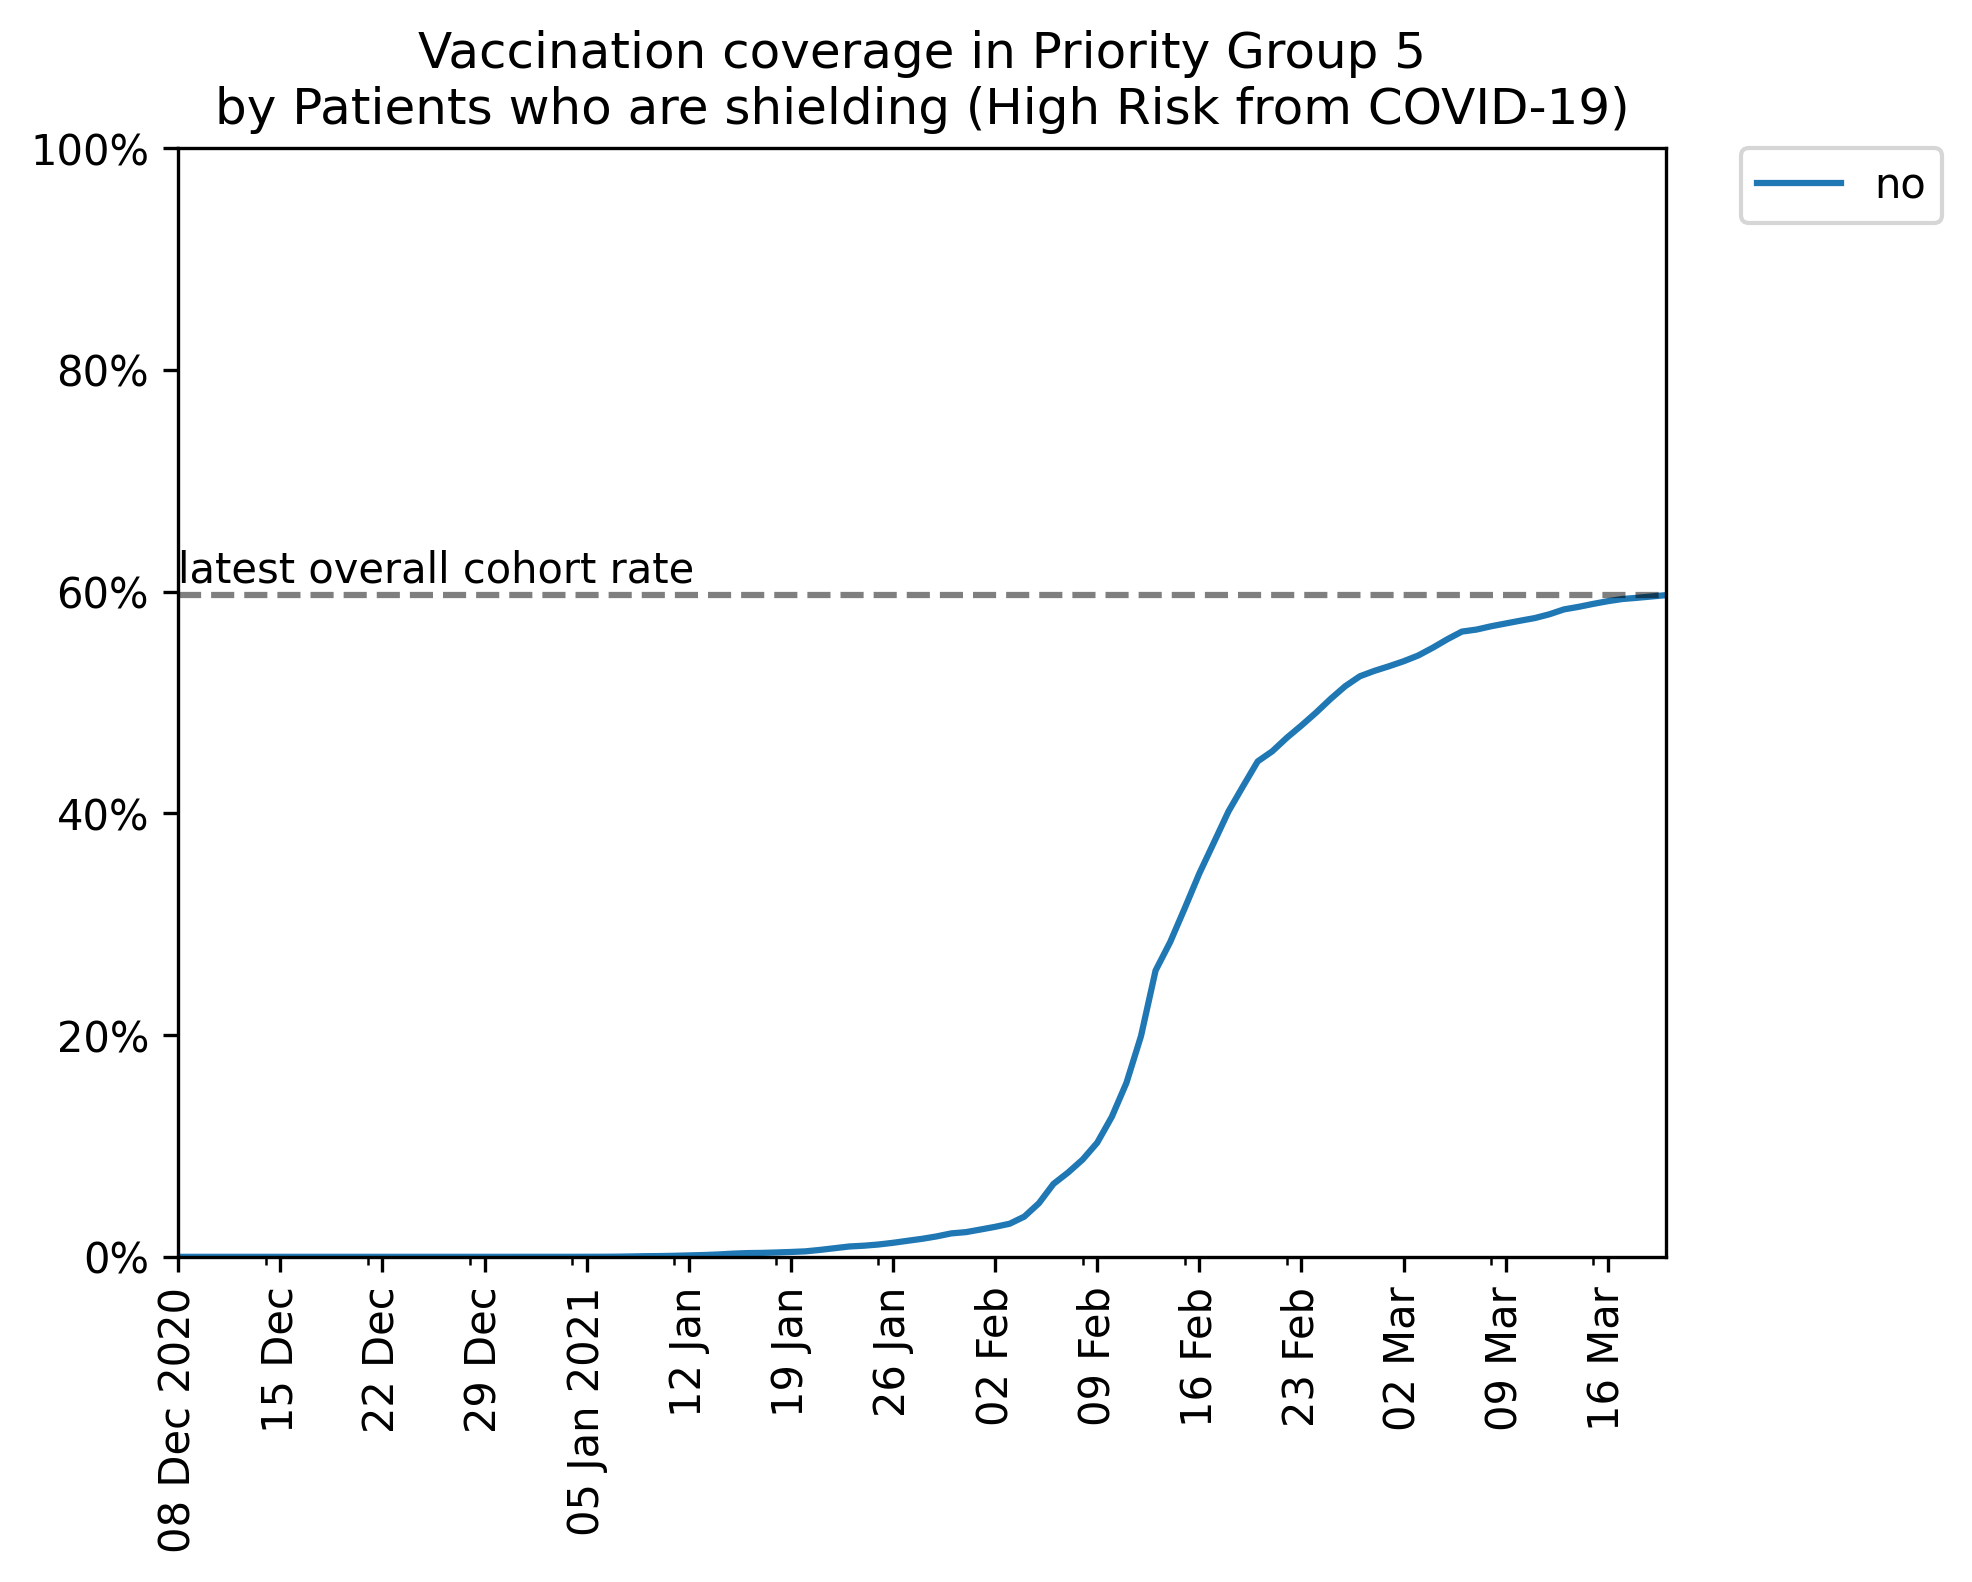 Vaccination coverage in Priority Group 5
by Patients who are shielding (High Risk from COVID-19)
100%
80%
60%
40%
20%
0%
latest overall cohort rate
no
08 Dec 2020
15 Dec
22 Dec
29 Dec
05 Jan 2021
12 Jan
19 Jan
26 Jan
02 Feb
09 Feb
16 Feb
23 Feb
02 Mar
09 Mar
16 Mar